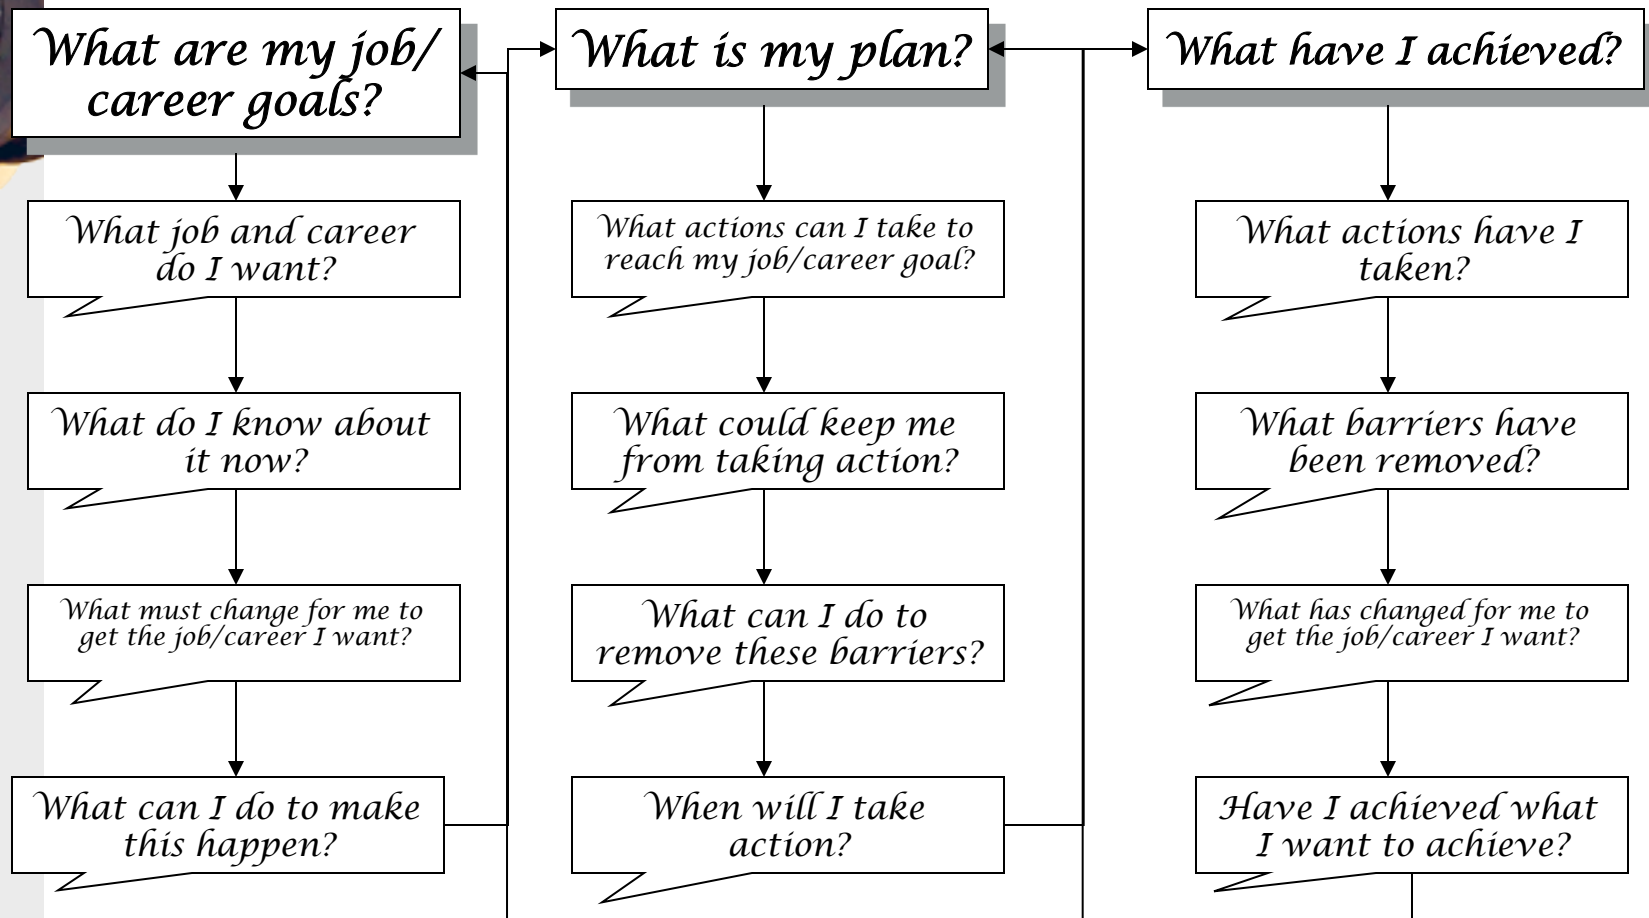 What are my job/
career goals?
What job and career
do I want?
What do I know about
it now?
What must change for me to
get the job/career I want?
What can I do to make
this happen?
What is my plan?
What actions can I take to
reach my job/career goal?
What could keep me
from taking action?
What can I do to
remove these barriers?
When will I take
action?
What have I achieved?
What actions have I
taken?
What barriers have
been removed?
What has changed for me to
get the job/career I want?
Have I achieved what
I want to achieve?